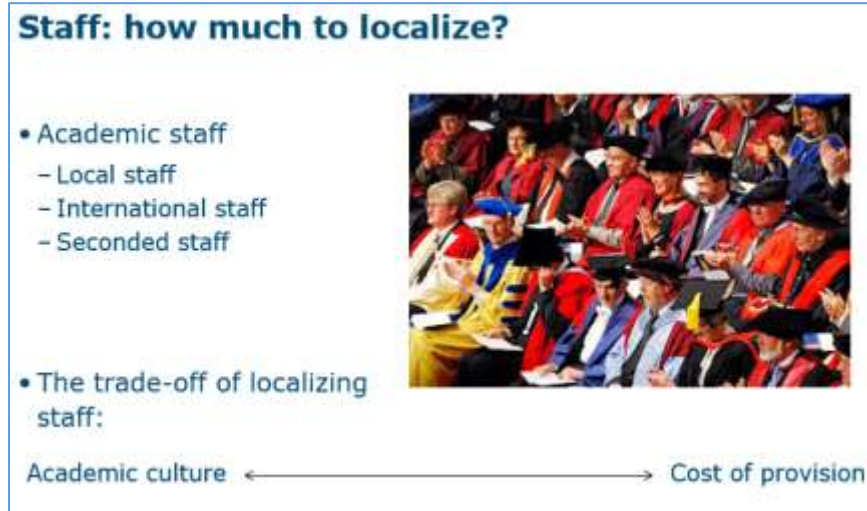 Staff: how much to localize?
• Academic staff
– Local staff
– International staff
– Seconded staff
• The trade-off of localizing
staff:
Academic culture
Cost of provision